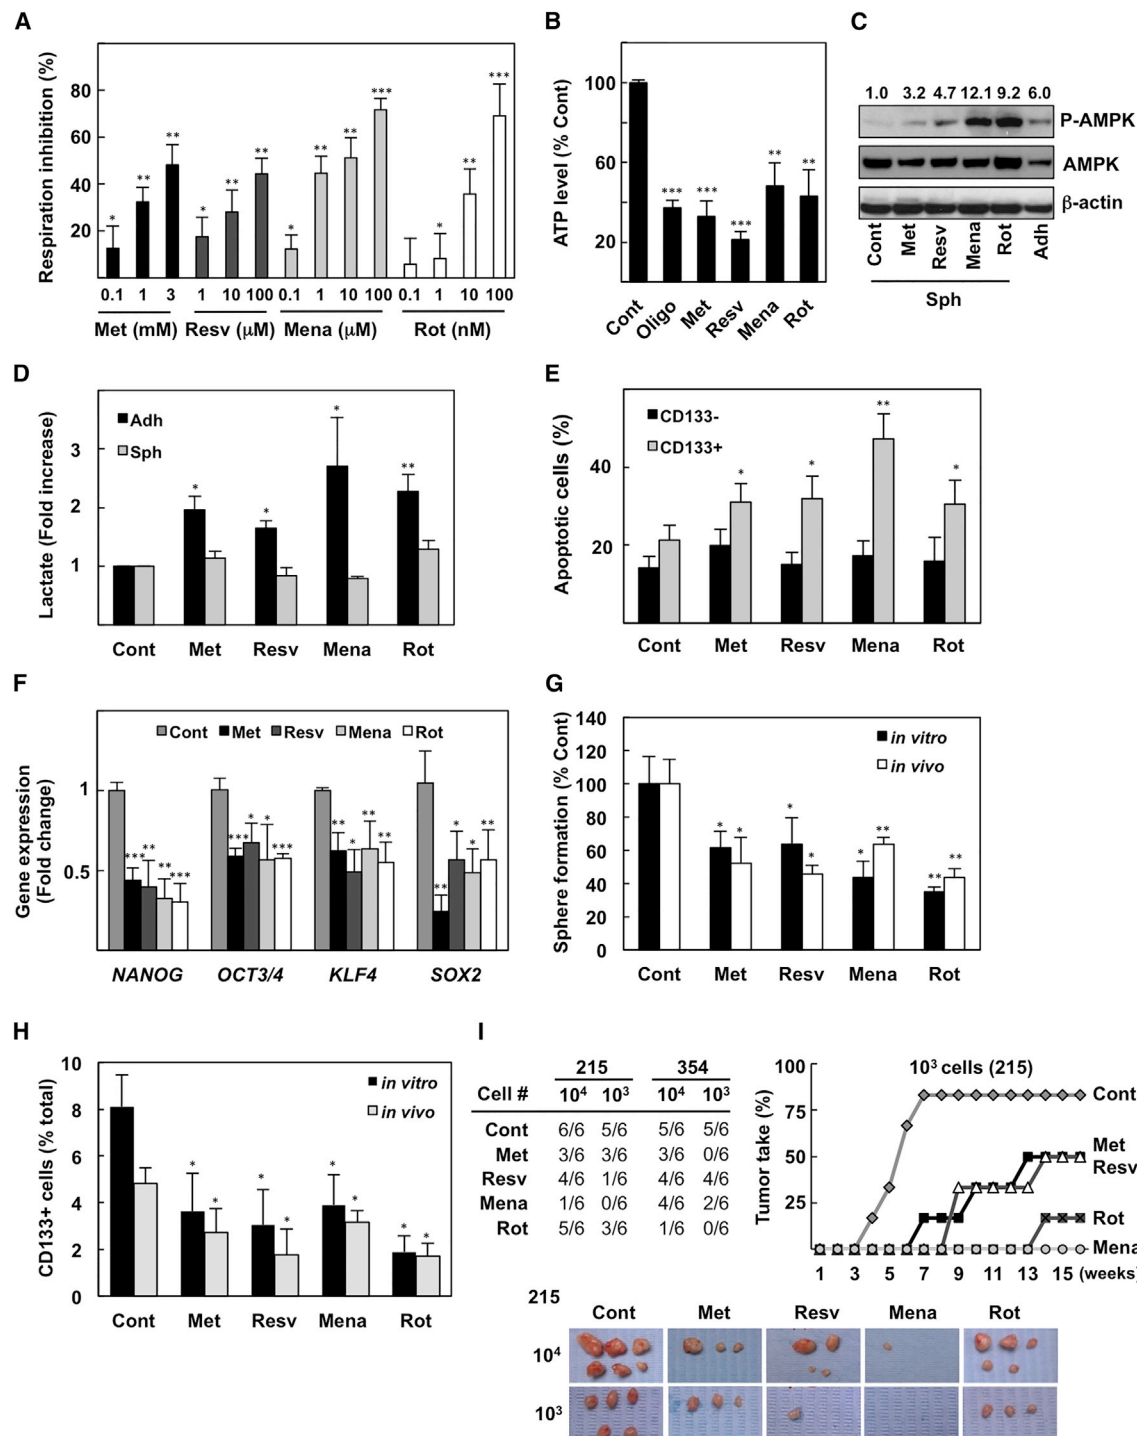 A
Respiration inhibition (%)
80
60
40
20
* ** ** * ** ** * ** ** *** * ** ***
0.1 1 3 1 10 100 0.1 1 10 100 0.1 1 10 100
Met (mM) Resv (μM) Mena (μM) Rot (nM)
B
ATP level (% Cont)
100
60
20
*** *** *** ** **
Cont Oligo Met Resv Mena Rot
C
1.0 3.2 4.7 12.1 9.2 6.0
P-AMPK
AMPK
β-actin
Cont Met Resv Mena Rot Adh
Sph
D
Lactate (Fold increase)
3
2
1
Adh
Sph
* * * **
Cont Met Resv Mena Rot
E
Apoptotic cells (%)
40
20
CD133-
CD133+
* * ** *
Cont Met Resv Mena Rot
F
Gene expression
(Fold change)
1
0.5
Cont Met Resv Mena Rot
*** ** ** *** *** * * *** ** * ** ** ** * * **
NANOG OCT3/4 KLF4 SOX2
G
Sphere formation (% Cont)
140
120
100
80
60
40
20
0
in vitro
in vivo
* * * * * ** ** **
Cont Met Resv Mena Rot
H
CD133+ cells (% total)
10
8
6
4
2
0
in vitro
in vivo
* * * * * * * *
Cont Met Resv Mena Rot
I
215 354
Cell # 10⁴ 10³ 10⁴ 10³
Cont 6/6 5/6 5/6 5/6
Met 3/6 3/6 3/6 0/6
Resv 4/6 1/6 4/6 4/6
Mena 1/6 0/6 4/6 2/6
Rot 5/6 3/6 1/6 0/6
Tumor take (%)
100
75
50
25
10³ cells (215)
Cont
Met
Resv
Rot
Mena
1 3 5 7 9 11 13 15 (weeks)
215
Cont Met Resv Mena Rot
10⁴
10³